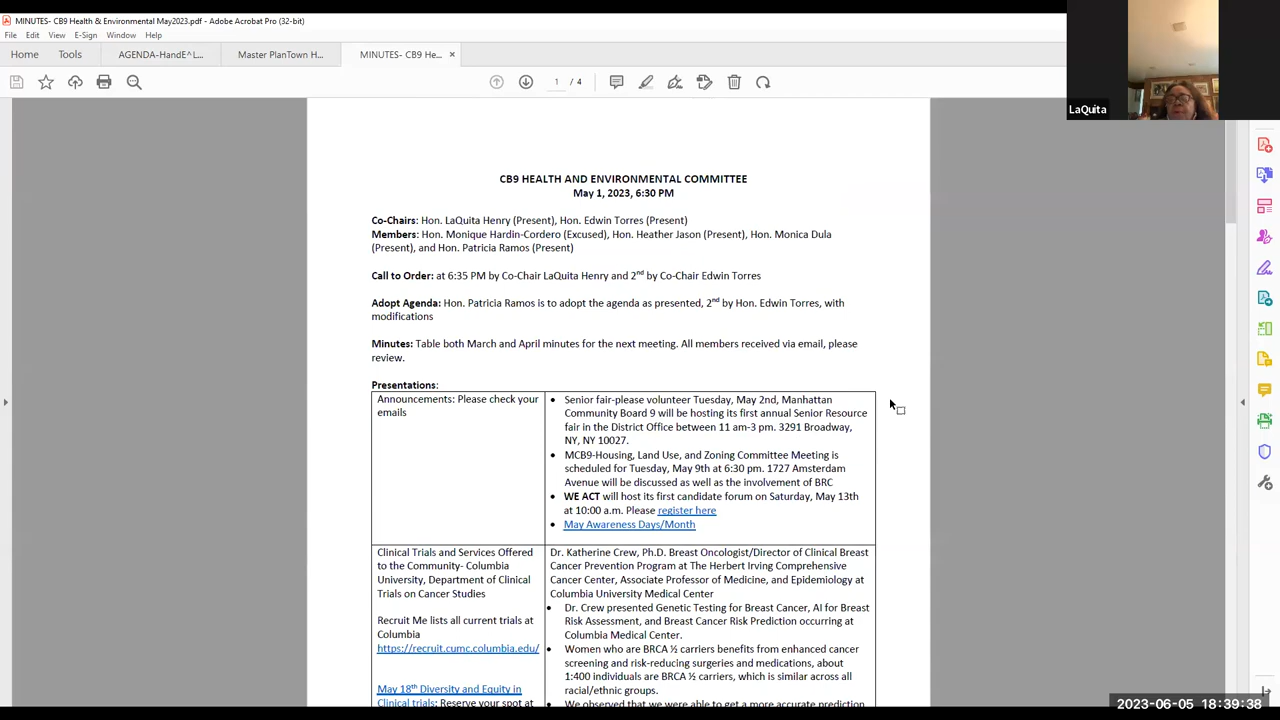 MINUTES- CB9 Health & Environmental May2023.pdf - Adobe Acrobat Pro (32-bit)
File Edit View E-Sign Window Help
Home Tools AGENDA-HandE^L... Master PlanTown H... MINUTES- CB9 He... ×
1 / 4
LaQuita
CB9 HEALTH AND ENVIRONMENTAL COMMITTEE
May 1, 2023, 6:30 PM
Co-Chairs: Hon. LaQuita Henry (Present), Hon. Edwin Torres (Present)
Members: Hon. Monique Hardin-Cordero (Excused), Hon. Heather Jason (Present), Hon. Monica Dula
(Present), and Hon. Patricia Ramos (Present)
Call to Order: at 6:35 PM by Co-Chair LaQuita Henry and 2nd by Co-Chair Edwin Torres
Adopt Agenda: Hon. Patricia Ramos is to adopt the agenda as presented, 2nd by Hon. Edwin Torres, with
modifications
Minutes: Table both March and April minutes for the next meeting. All members received via email, please
review.
Presentations:
Announcements: Please check your
emails
• Senior fair-please volunteer Tuesday, May 2nd, Manhattan
Community Board 9 will be hosting its first annual Senior Resource
fair in the District Office between 11 am-3 pm. 3291 Broadway,
NY, NY 10027.
• MCB9-Housing, Land Use, and Zoning Committee Meeting is
scheduled for Tuesday, May 9th at 6:30 pm. 1727 Amsterdam
Avenue will be discussed as well as the involvement of BRC
• WE ACT will host its first candidate forum on Saturday, May 13th
at 10:00 a.m. Please register here
• May Awareness Days/Month
Clinical Trials and Services Offered
to the Community- Columbia
University, Department of Clinical
Trials on Cancer Studies
Recruit Me lists all current trials at
Columbia
https://recruit.cumc.columbia.edu/
May 18th Diversity and Equity in
Clinical trials: Reserve your spot at
Dr. Katherine Crew, Ph.D. Breast Oncologist/Director of Clinical Breast
Cancer Prevention Program at The Herbert Irving Comprehensive
Cancer Center, Associate Professor of Medicine, and Epidemiology at
Columbia University Medical Center
• Dr. Crew presented Genetic Testing for Breast Cancer, AI for Breast
Risk Assessment, and Breast Cancer Risk Prediction occurring at
Columbia Medical Center.
• Women who are BRCA ½ carriers benefits from enhanced cancer
screening and risk-reducing surgeries and medications, about
1:400 individuals are BRCA ½ carriers, which is similar across all
racial/ethnic groups.
• We observed that we were able to get a more accurate prediction
2023-06-05 18:39:38